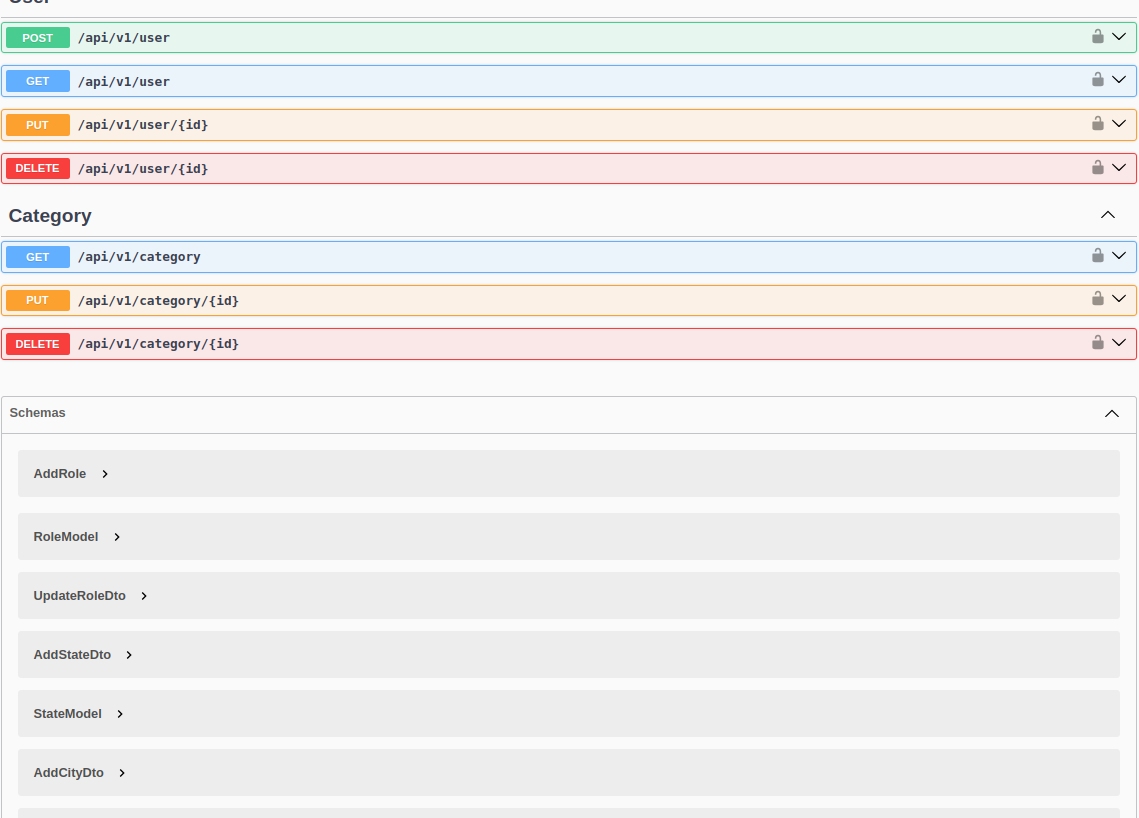 User
POST /api/v1/user
GET /api/v1/user
PUT /api/v1/user/{id}
DELETE /api/v1/user/{id}
Category
GET /api/v1/category
PUT /api/v1/category/{id}
DELETE /api/v1/category/{id}
Schemas
AddRole
RoleModel
UpdateRoleDto
AddStateDto
StateModel
AddCityDto